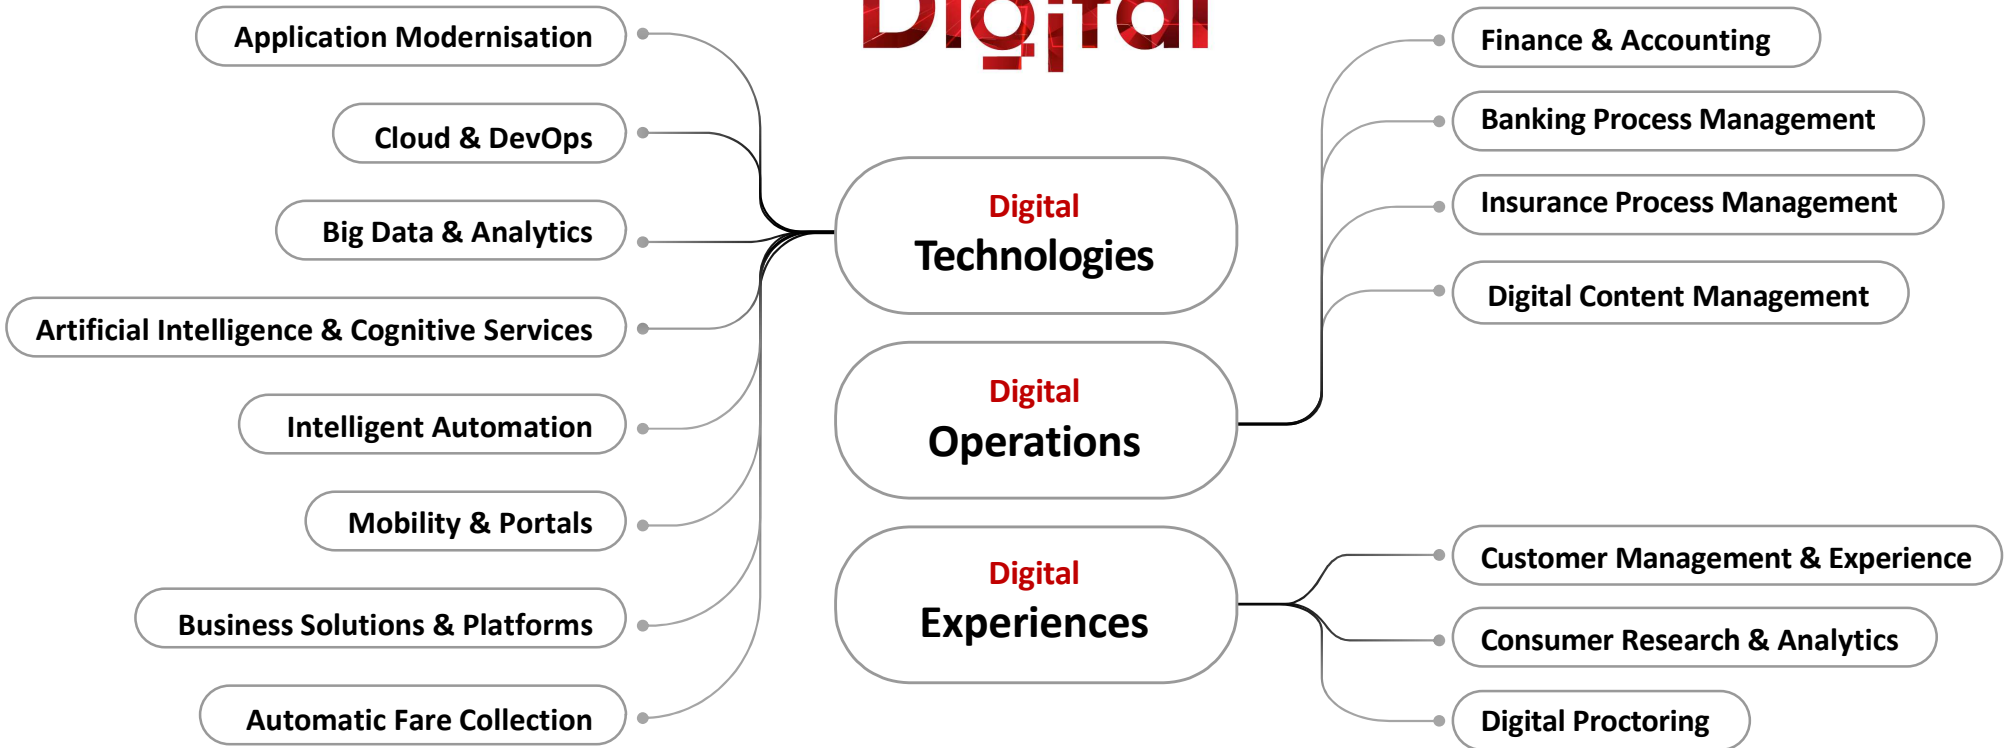 Digital
Application Modernisation
Cloud & DevOps
Big Data & Analytics
Artificial Intelligence & Cognitive Services
Intelligent Automation
Mobility & Portals
Business Solutions & Platforms
Automatic Fare Collection
Digital
Technologies
Digital
Operations
Digital
Experiences
Finance & Accounting
Banking Process Management
Insurance Process Management
Digital Content Management
Customer Management & Experience
Consumer Research & Analytics
Digital Proctoring